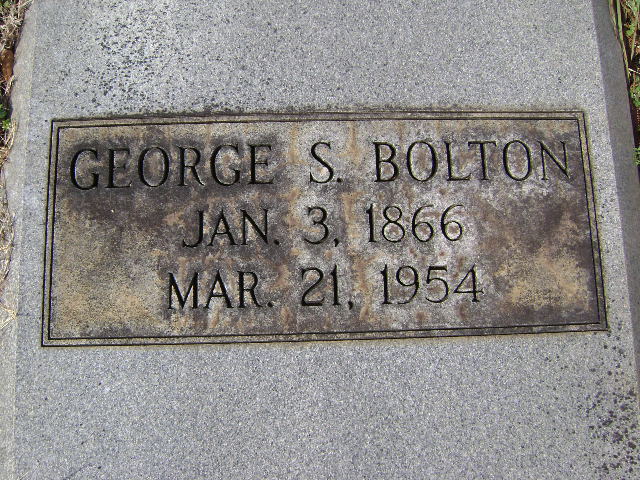 GEORGE S. BOLTON
JAN. 3, 1866
MAR. 21, 1954